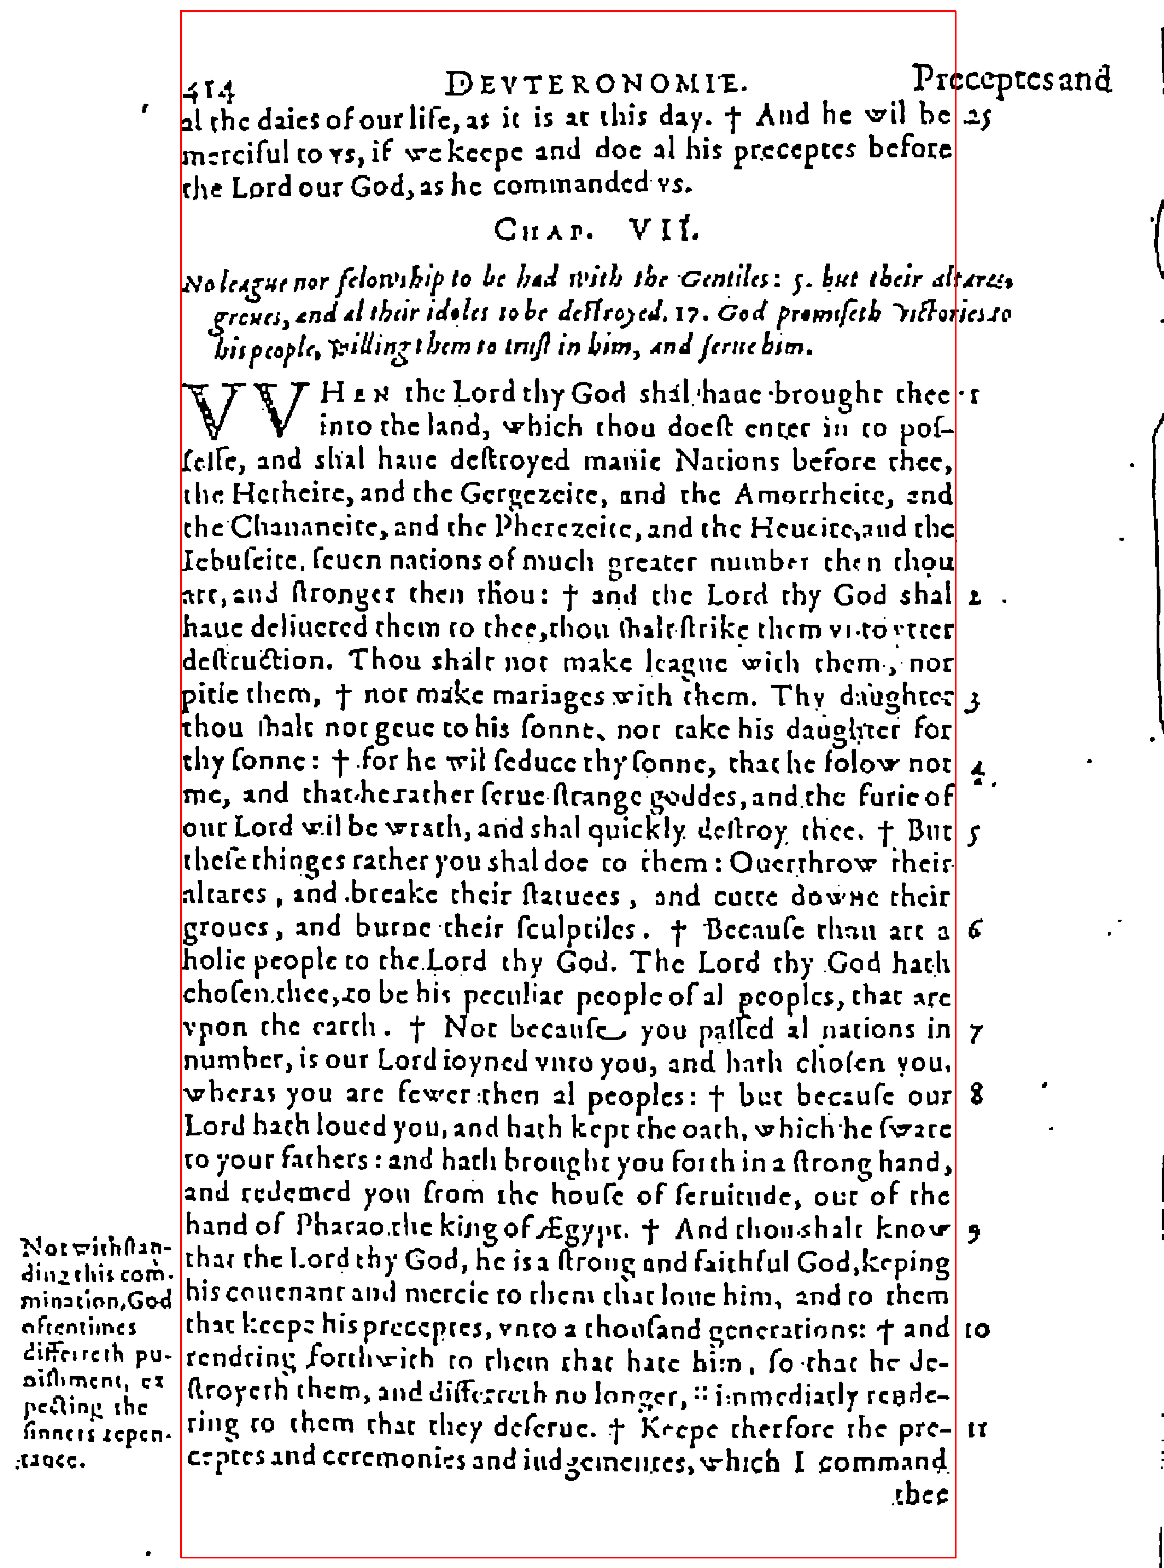 414 DEVTERONOMIE. Preceptes and
al the daies of our life, as it is at this day. † And he wil be 25
merciful to vs, if we keepe and doe al his preceptes before
the Lord our God, as he commanded vs.
CHAP. VII.
No league nor felowship to be had with the Gentiles: 5. but their altares,
groues, and al their idoles to be destroyed. 17. God promiseth victories to
his people, willing them to trust in him, and serue him.
VVHEN the Lord thy God shal haue brought thee 1
into the land, which thou doest enter in to pos-
sesse, and shal haue destroyed manie Nations before thee,
the Hetheite, and the Gergezeite, and the Amorrheite, and
the Chananeite, and the Pherezeite, and the Heueite, and the
Iebuseite, seuen nations of much greater number then thou
art, and stronger then thou: † and the Lord thy God shal 2
haue deliuered them to thee, thou shalt strike them vnto vtter
destruction. Thou shalt not make league with them, nor
pitie them, † nor make mariages with them. Thy daughter 3
thou shalt not geue to his sonne, nor take his daughter for
thy sonne: † for he wil seduce thy sonne, that he folow not 4
me, and that he rather serue strange goddes, and the furie of
our Lord wil be wrath, and shal quickly destroy thee. † But 5
these thinges rather you shal doe to them: Ouerthrow their
altares, and breake their statuees, and cutte downe their
groues, and burne their sculptiles. † Because thou art a 6
holie people to the Lord thy God. The Lord thy God hath
chosen thee, to be his peculiar people of al peoples, that are
vpon the earth. † Not because you passed al nations in 7
number, is our Lord ioyned vnto you, and hath chosen you,
wheras you are fewer then al peoples: † but because our 8
Lord hath loued you, and hath kept the oath, which he sware
to your fathers: and hath brought you forth in a strong hand,
and redemed you from the house of seruitude, out of the
hand of Pharao the king of Ægypt. † And thou shalt know 9
that the Lord thy God, he is a strong and faithful God, keping
his couenant and mercie to them that loue him, and to them
that keepe his preceptes, vnto a thousand generations: † and 10
rendring forthwith to them that hate him, so that he de-
stroyeth them, and differreth no longer, :: immediatly rende-
ring to them that they deserue. † Keepe therfore the pre- 11
ceptes and ceremonies and iudgementes, which I command
thee
Notwithstan-
ding this com-
mination, God
oftentimes
differreth pu-
nishment, ex
pecting the
sinners repen-
tance.